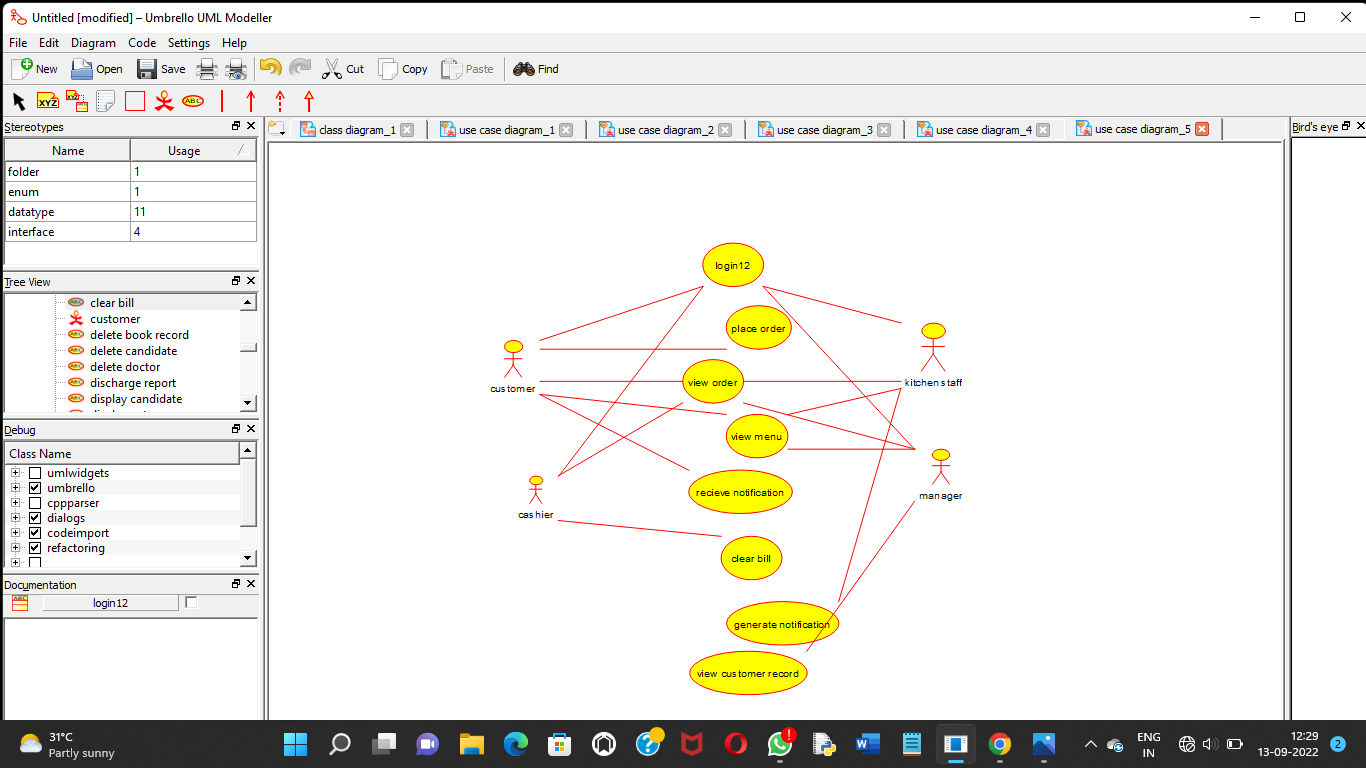 Untitled [modified] – Umbrello UML Modeller
File Edit Diagram Code Settings Help
New Open Save Cut Copy Paste Find
XYZ XYZ ABC
Stereotypes
Name Usage
folder 1
enum 1
datatype 11
interface 4
Tree View
clear bill
customer
delete book record
delete candidate
delete doctor
discharge report
display candidate
Debug
Class Name
umlwidgets
umbrello
cppparser
dialogs
codeimport
refactoring
Documentation
login12
class diagram_1 use case diagram_1 use case diagram_2 use case diagram_3 use case diagram_4 use case diagram_5
Bird's eye
login12
place order
customer
view order
kitchen staff
view menu
recieve notification
manager
cashier
clear bill
generate notification
view customer record
31°C
Partly sunny
ENG
IN
12:29
13-09-2022
2